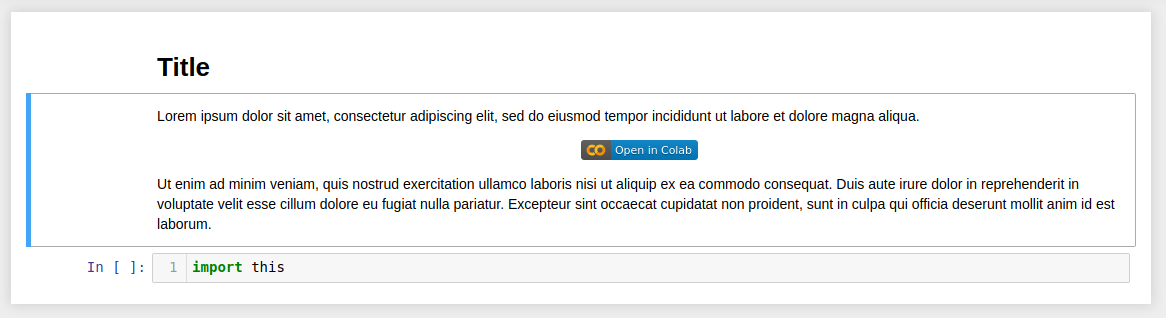 Title
Lorem ipsum dolor sit amet, consectetur adipiscing elit, sed do eiusmod tempor incididunt ut labore et dolore magna aliqua.
CO Open in Colab
Ut enim ad minim veniam, quis nostrud exercitation ullamco laboris nisi ut aliquip ex ea commodo consequat. Duis aute irure dolor in reprehenderit in
voluptate velit esse cillum dolore eu fugiat nulla pariatur. Excepteur sint occaecat cupidatat non proident, sunt in culpa qui officia deserunt mollit anim id est
laborum.
In [ ]: 1 import this